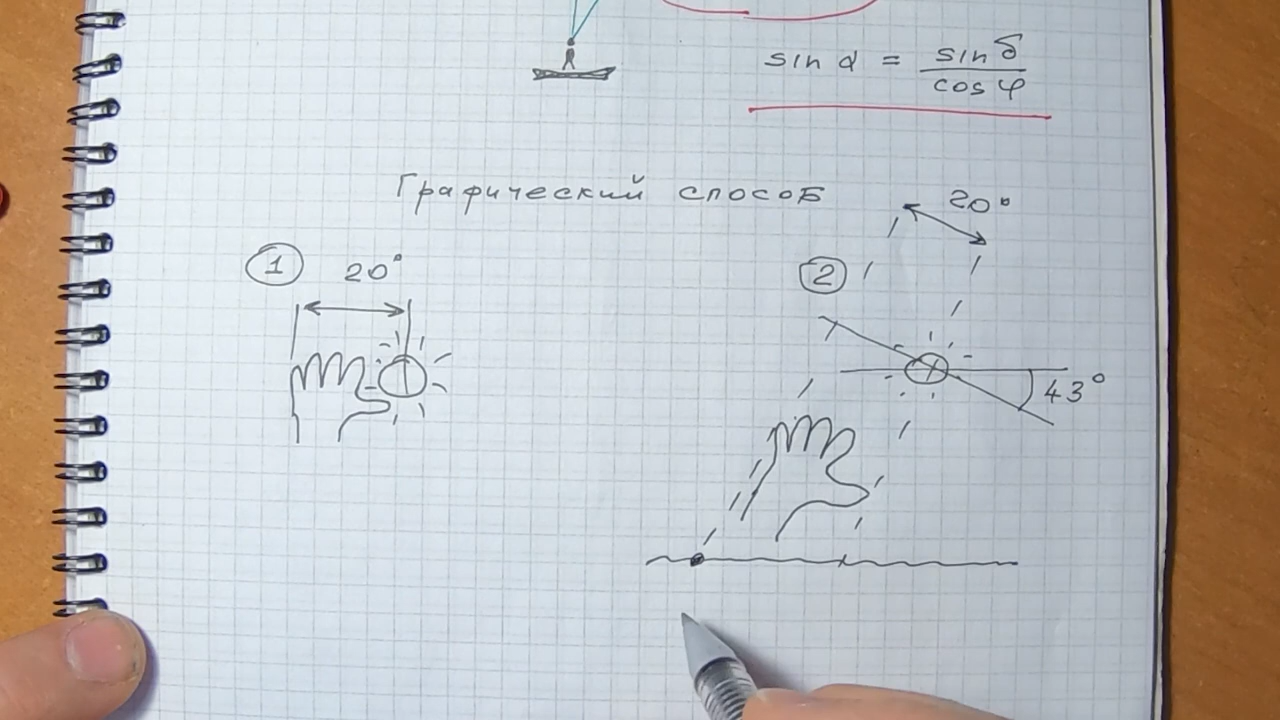 sin α = sin δ / cos φ
Графический способ
20°
① 20°
②
43°